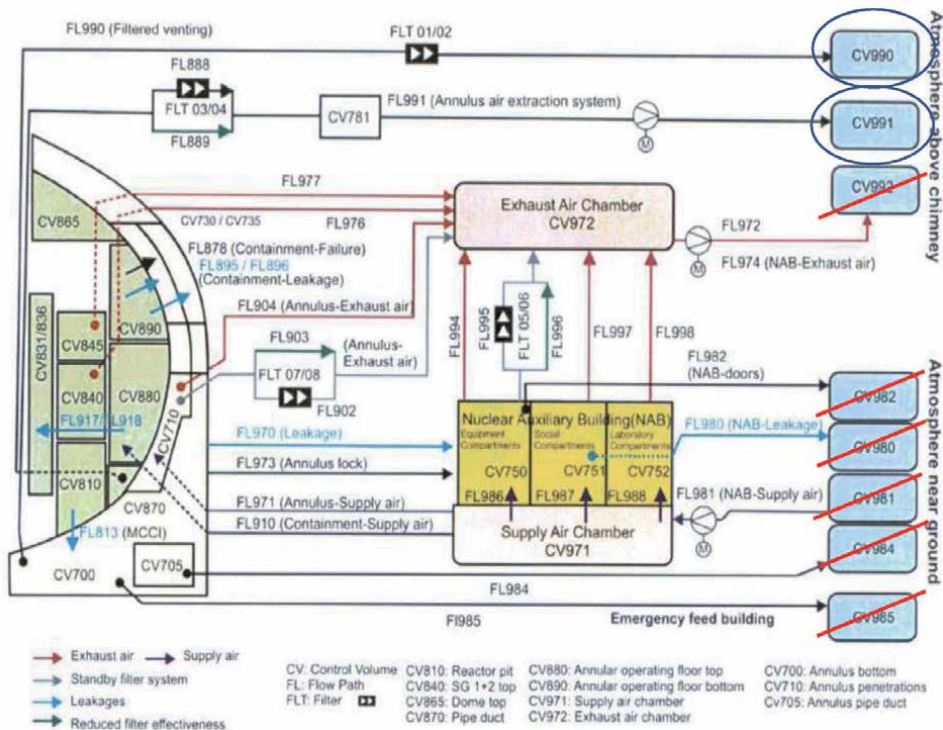 FL990 (Filtered venting)
FLT 01/02
CV990
FL888
FLT 03/04
FL889
CV781
FL991 (Annulus air extraction system)
M
CV991
Atmosphere above chimney
CV992
FL977
CV865
CV730 / CV735
FL976
Exhaust Air Chamber
CV972
FL972
M
FL974 (NAB-Exhaust air)
FL878 (Containment-Failure)
FL895 / FL896
(Containment-Leakage)
FL904 (Annulus-Exhaust air)
CV831/836
CV845
CV890
FL903
(Annulus-
Exhaust air)
FLT 07/08
FL902
FL994
FL995
FLT 05/06
FL996
FL997
FL998
FL982
(NAB-doors)
Atmosphere near ground
CV982
CV840
CV880
FL917/FL918
CV710
Nuclear Auxiliary Building(NAB)
Equipment
Compartments
Social
Compartments
Laboratory
Compartments
FL980 (NAB-Leakage)
CV980
FL970 (Leakage)
FL973 (Annulus lock)
CV750
CV751
CV752
CV810
CV870
FL971 (Annulus-Supply air)
FL910 (Containment-Supply air)
FL986
FL987
FL988
FL981 (NAB-Supply air)
M
CV981
Supply Air Chamber
CV971
FL813 (MCCI)
CV700
CV705
CV984
FL984
FI985
Emergency feed building
CV985
Exhaust air
Supply air
Standby filter system
Leakages
Reduced filter effectiveness
CV: Control Volume
FL: Flow Path
FLT: Filter
CV810: Reactor pit
CV840: SG 1+2 top
CV865: Dome top
CV870: Pipe duct
CV880: Annular operating floor top
CV890: Annular operating floor bottom
CV971: Supply air chamber
CV972: Exhaust air chamber
CV700: Annulus bottom
CV710: Annulus penetrations
Cv705: Annulus pipe duct